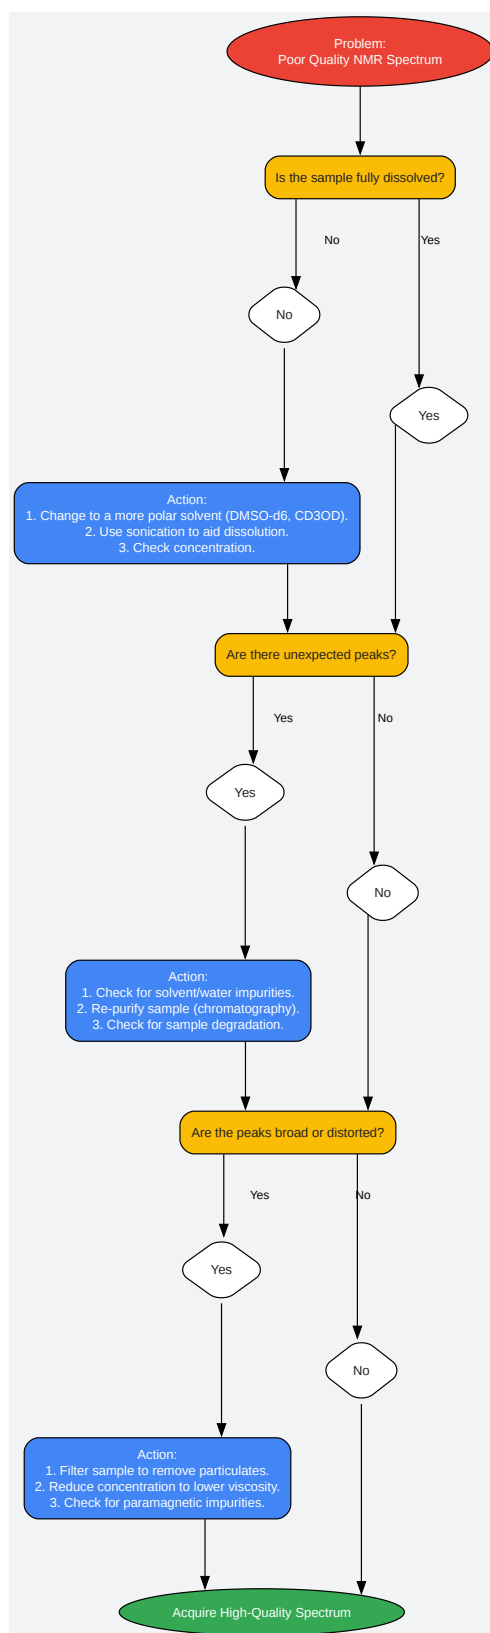 Problem:
Poor Quality NMR Spectrum
Is the sample fully dissolved?
No
Yes
No
Yes
Action:
1. Change to a more polar solvent (DMSO-d6, CD3OD).
2. Use sonication to aid dissolution.
3. Check concentration.
Are there unexpected peaks?
Yes
No
Yes
No
Action:
1. Check for solvent/water impurities.
2. Re-purify sample (chromatography).
3. Check for sample degradation.
Are the peaks broad or distorted?
Yes
No
Yes
No
Action:
1. Filter sample to remove particulates.
2. Reduce concentration to lower viscosity.
3. Check for paramagnetic impurities.
Acquire High-Quality Spectrum